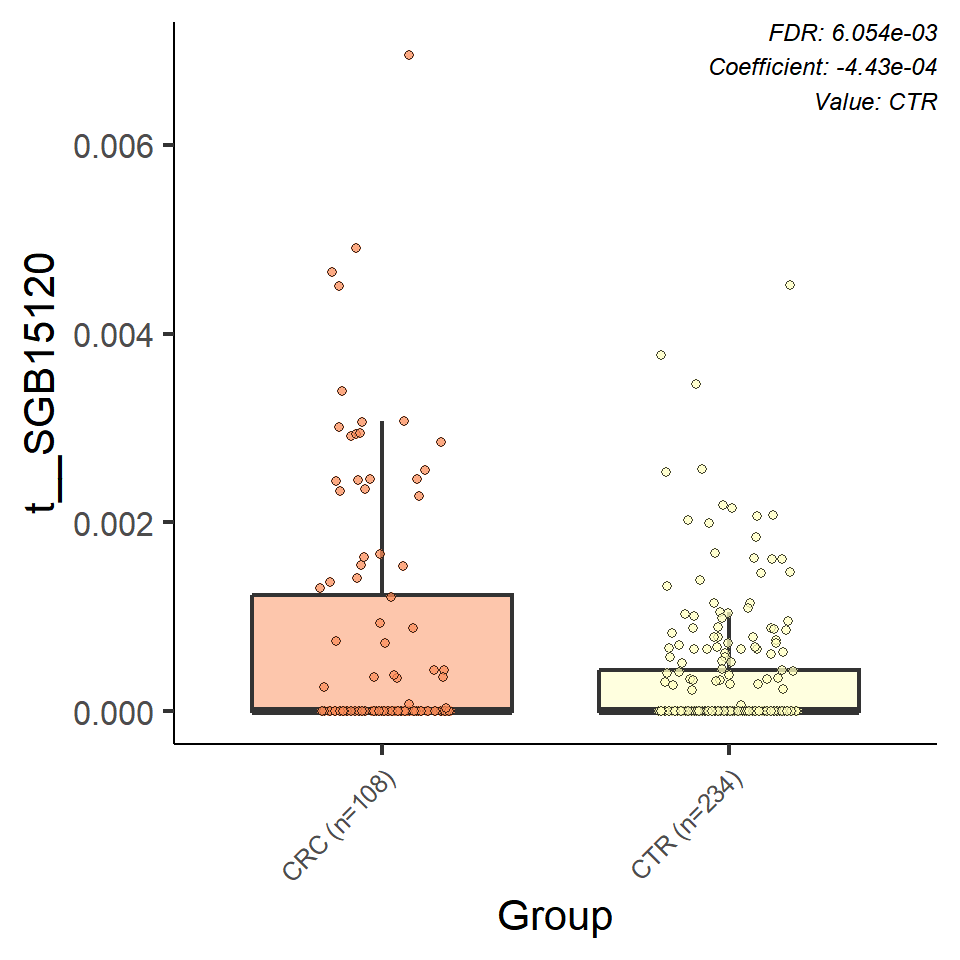 FDR: 6.054e-03
Coefficient: -4.43e-04
Value: CTR
0.006
0.004
0.002
0.000
t__SGB15120
CRC (n=108)
CTR (n=234)
Group